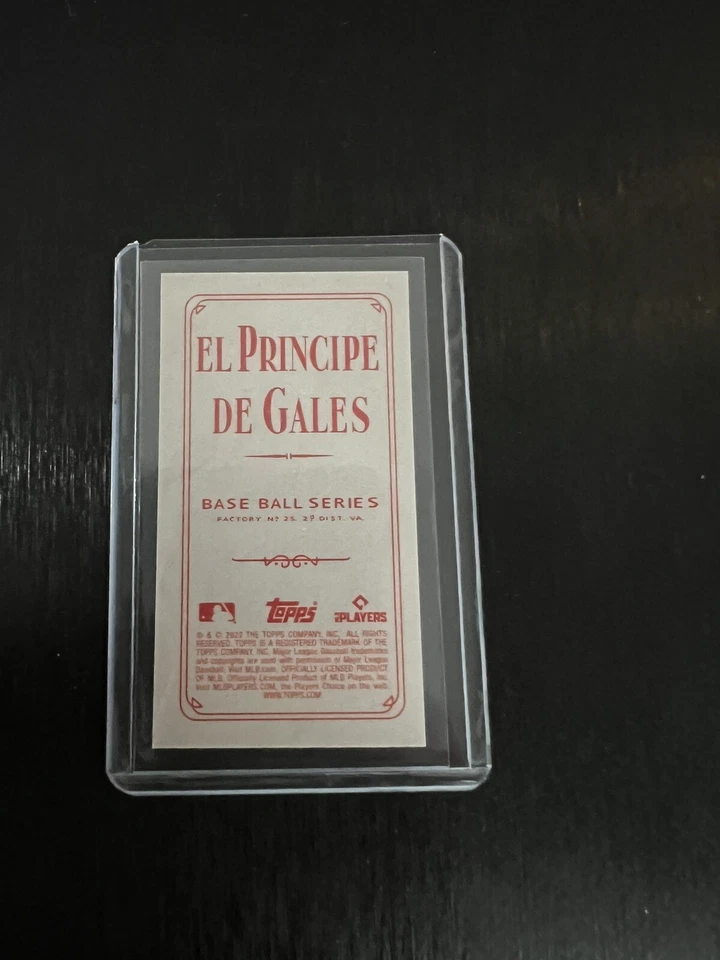 EL PRINCIPE
DE GALES
BASE BALL SERIES
FACTORY Nº 25, 2º DIST. VA.
Topps®
PLAYERS
® & © 2022 THE TOPPS COMPANY, INC. ALL RIGHTS
RESERVED. TOPPS IS A REGISTERED TRADEMARK OF THE
TOPPS COMPANY, INC. Major League Baseball trademarks
and copyrights are used with permission of Major League
Baseball. Visit MLB.com. OFFICIALLY LICENSED PRODUCT
OF MLB. Officially Licensed Product of MLB Players, Inc.
Visit MLBPLAYERS.COM, the Players Choice on the web.
WWW.TOPPS.COM